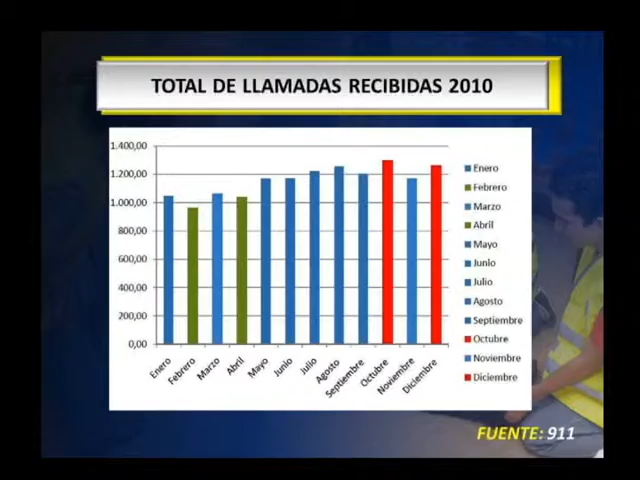 TOTAL DE LLAMADAS RECIBIDAS 2010
1.400,00
1.200,00
1.000,00
800,00
600,00
400,00
200,00
0,00
Enero
Febrero
Marzo
Abril
Mayo
Junio
Julio
Agosto
Septiembre
Octubre
Noviembre
Diciembre
Enero
Febrero
Marzo
Abril
Mayo
Junio
Julio
Agosto
Septiembre
Octubre
Noviembre
Diciembre
FUENTE: 911